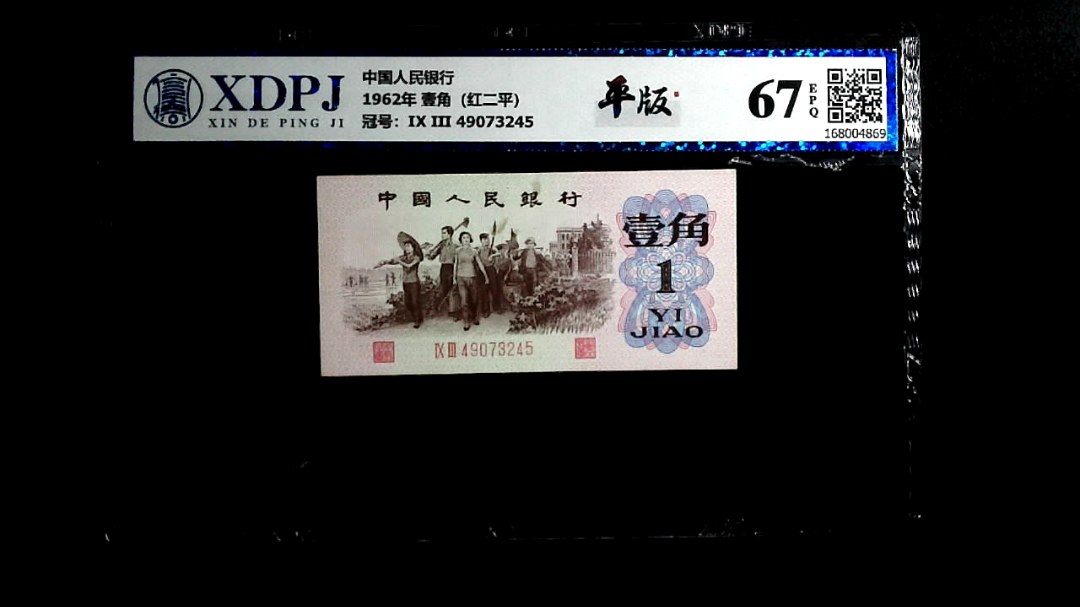 XDPJ
XIN DE PING JI
中国人民银行
1962年 壹角（红二平）
冠号：IX III 49073245
平版
67
EPQ
168004869
中國人民銀行
壹角
1
YI
JIAO
IX III 49073245